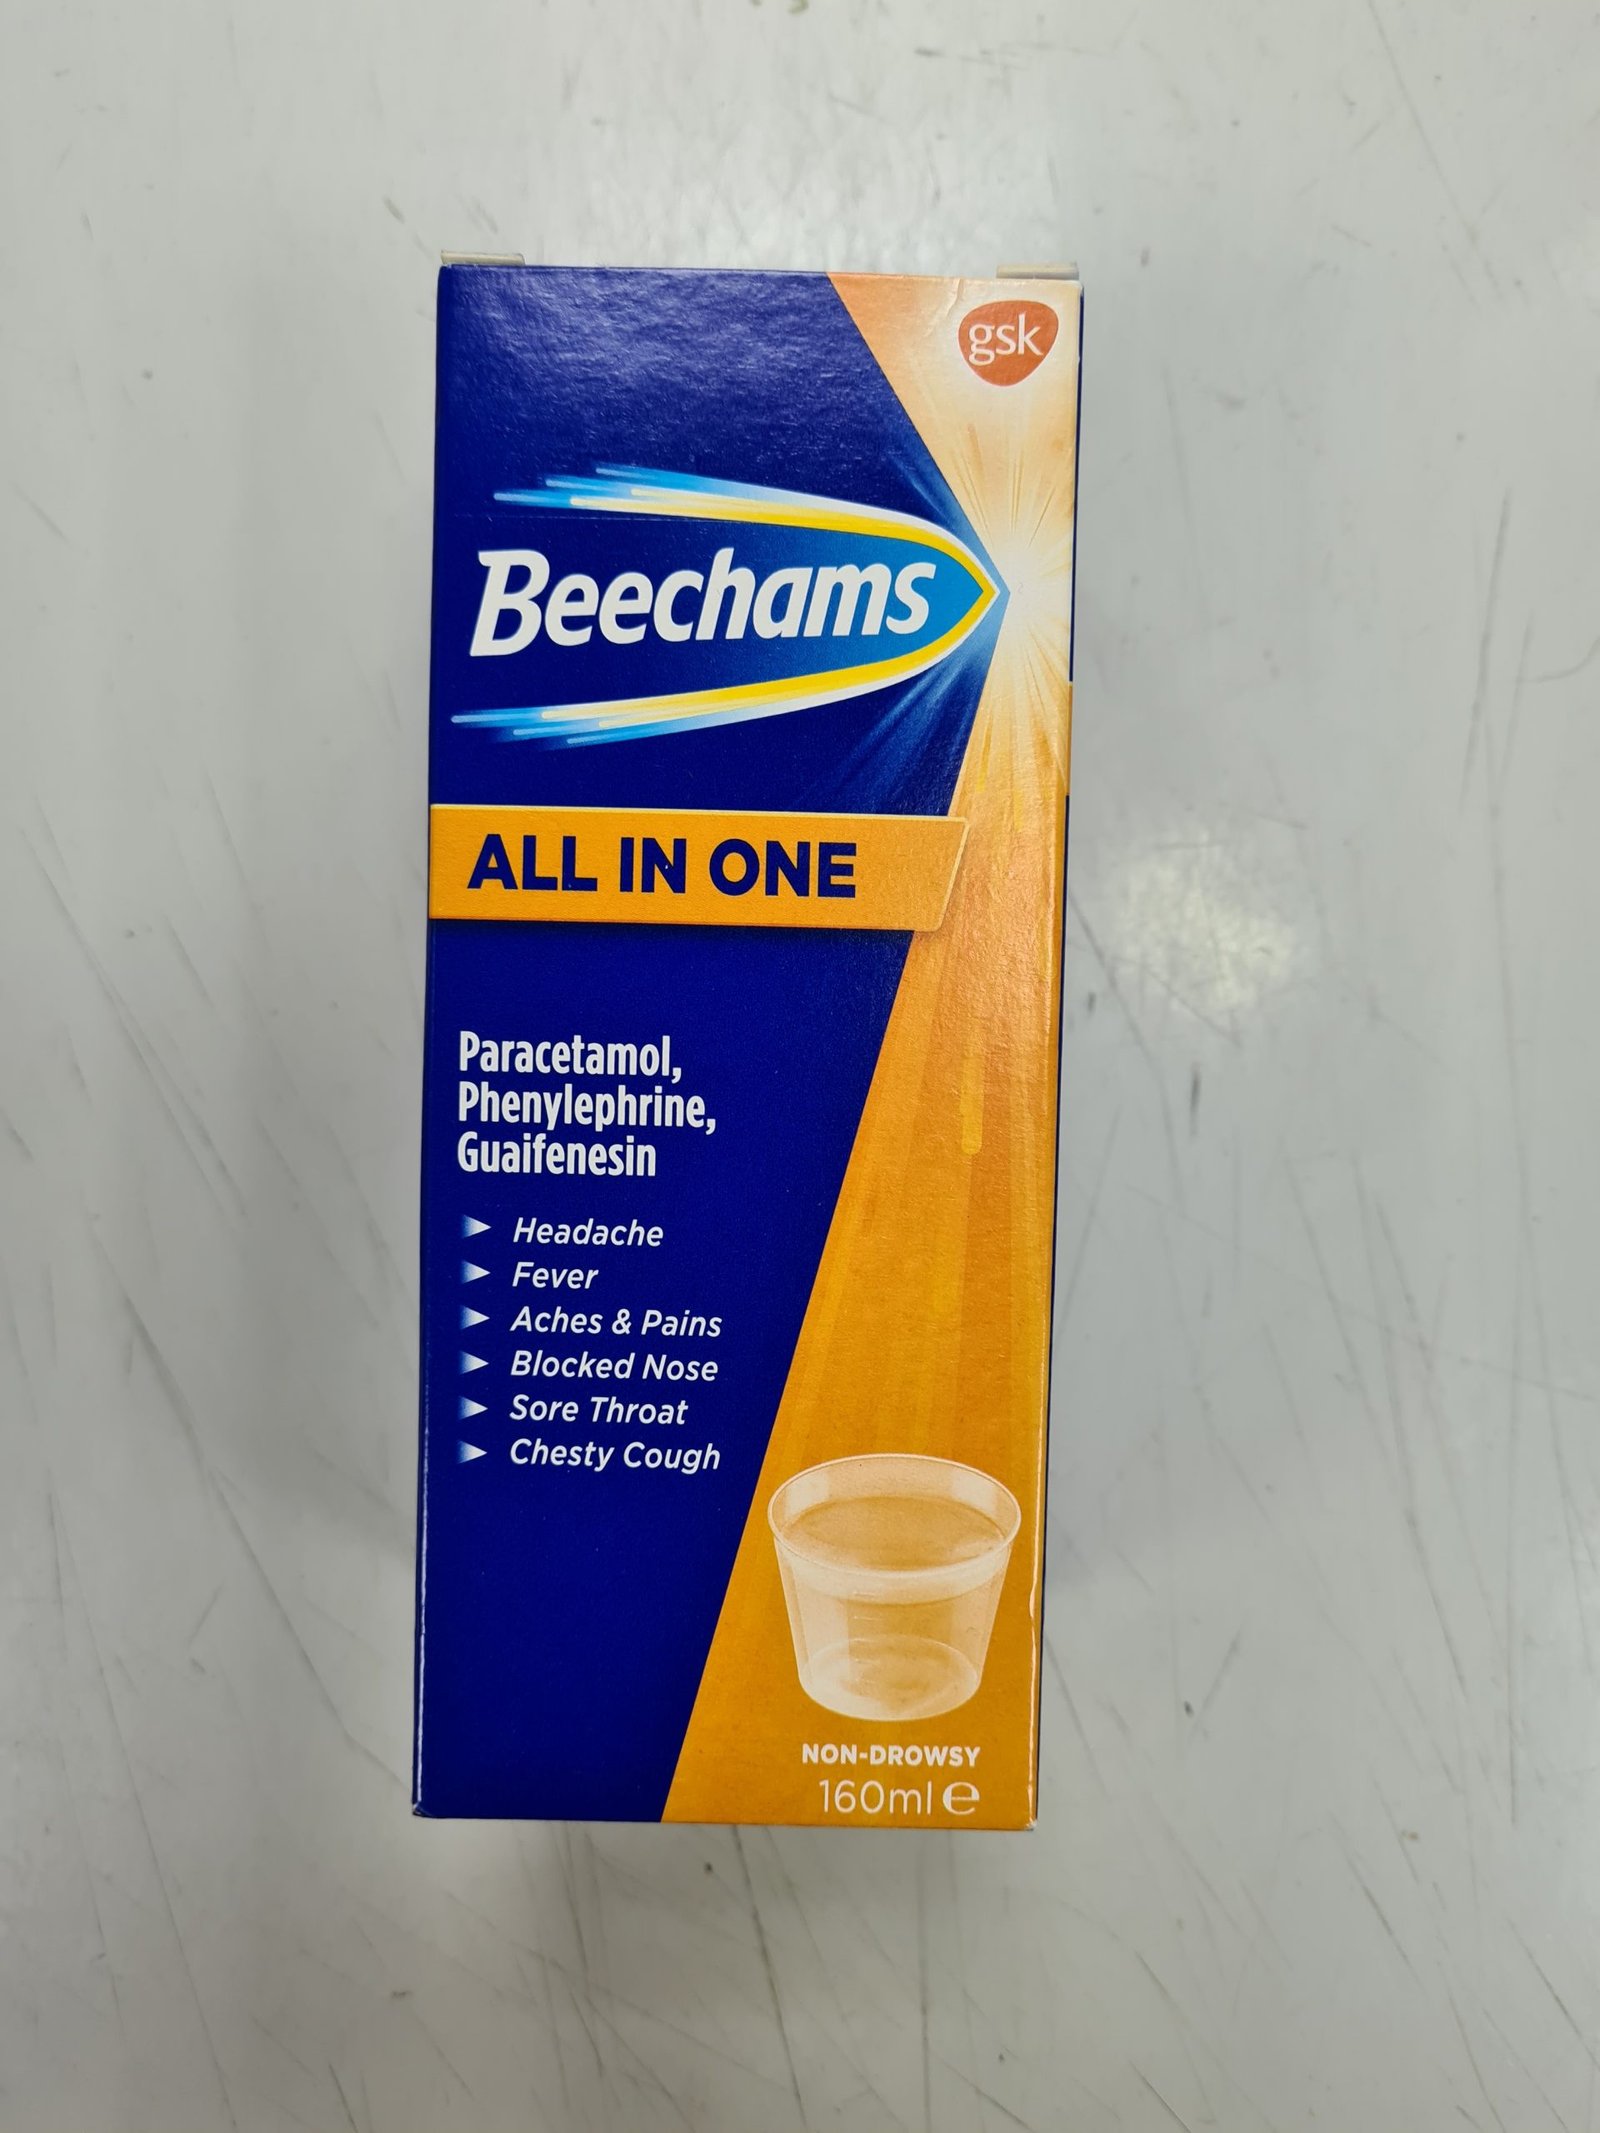 gsk
Beechams
ALL IN ONE
Paracetamol,
Phenylephrine,
Guaifenesin
Headache
Fever
Aches & Pains
Blocked Nose
Sore Throat
Chesty Cough
NON-DROWSY
160ml ℮